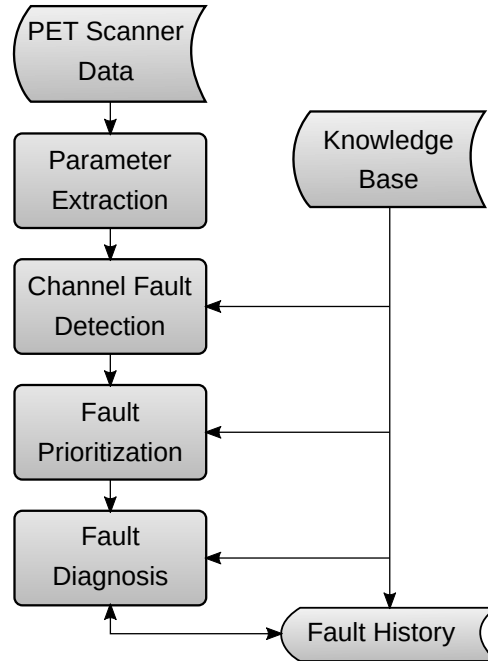 PET Scanner
Data
Parameter
Extraction
Knowledge
Base
Channel Fault
Detection
Fault
Prioritization
Fault
Diagnosis
Fault History